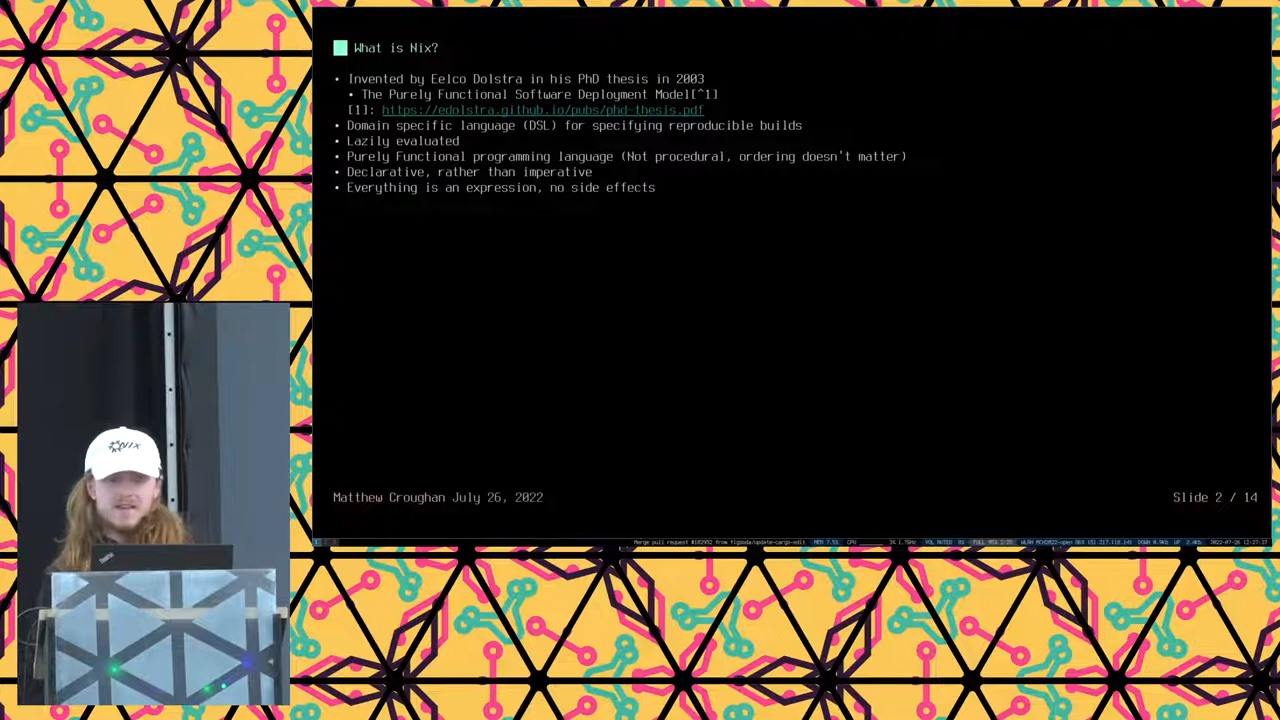 What is Nix?
• Invented by Eelco Dolstra in his PhD thesis in 2003
• The Purely Functional Software Deployment Model[^1]
[1]: https://edolstra.github.io/pubs/phd-thesis.pdf
• Domain specific language (DSL) for specifying reproducible builds
• Lazily evaluated
• Purely Functional programming language (Not procedural, ordering doesn't matter)
• Declarative, rather than imperative
• Everything is an expression, no side effects
NIX
Matthew Croughan July 26, 2022
Slide 2 / 14